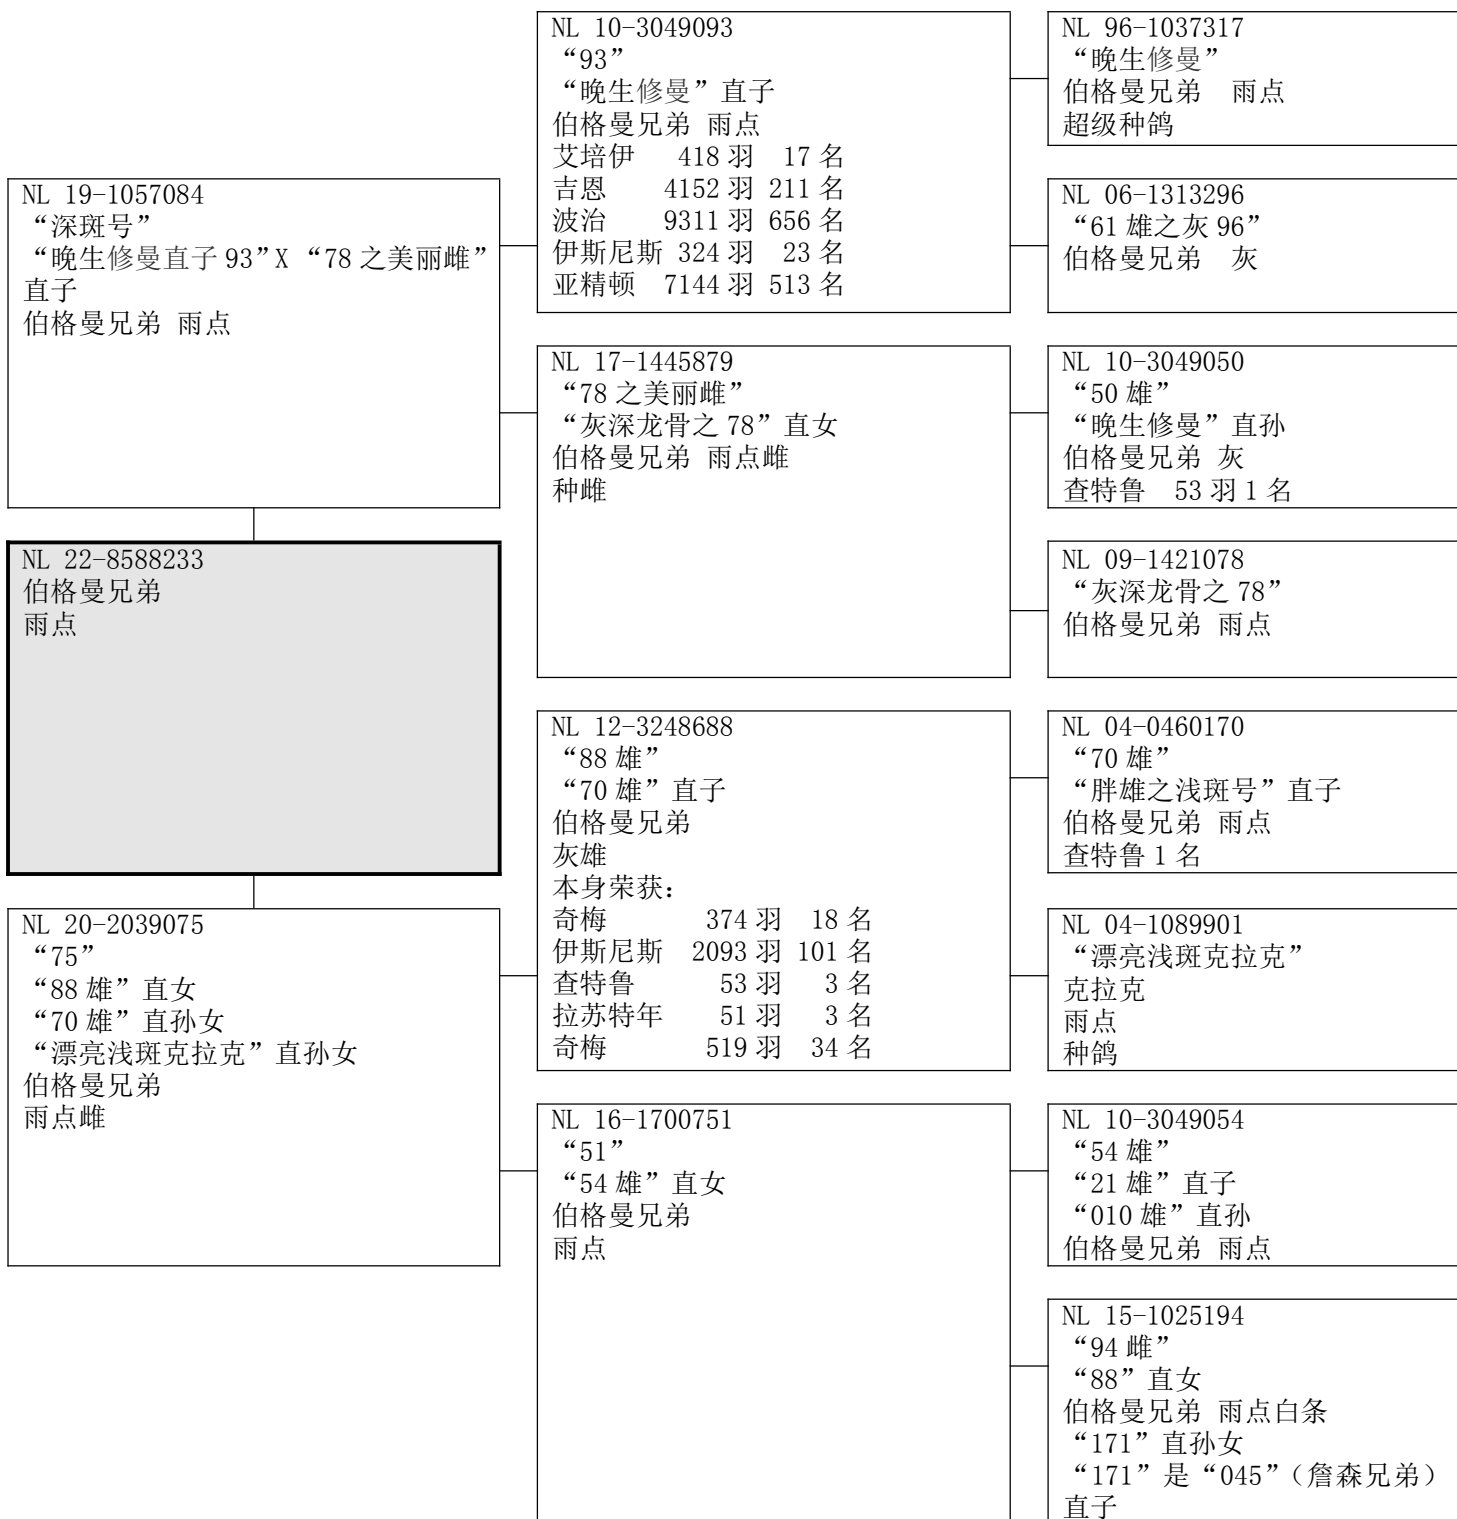 NL 19-1057084
“深斑号”
“晚生修曼直子 93”X “78 之美丽雌”
直子
伯格曼兄弟 雨点
NL 22-8588233
伯格曼兄弟
雨点
NL 20-2039075
“75”
“88 雄”直女
“70 雄”直孙女
“漂亮浅斑克拉克”直孙女
伯格曼兄弟
雨点雌
NL 10-3049093
“93”
“晚生修曼”直子
伯格曼兄弟 雨点
艾培伊 418 羽 17 名
吉恩 4152 羽 211 名
波治 9311 羽 656 名
伊斯尼斯 324 羽 23 名
亚精顿 7144 羽 513 名
NL 17-1445879
“78 之美丽雌”
“灰深龙骨之 78”直女
伯格曼兄弟 雨点雌
种雌
NL 12-3248688
“88 雄”
“70 雄”直子
伯格曼兄弟
灰雄
本身荣获：
奇梅 374 羽 18 名
伊斯尼斯 2093 羽 101 名
查特鲁 53 羽 3 名
拉苏特年 51 羽 3 名
奇梅 519 羽 34 名
NL 16-1700751
“51”
“54 雄”直女
伯格曼兄弟
雨点
NL 96-1037317
“晚生修曼”
伯格曼兄弟 雨点
超级种鸽
NL 06-1313296
“61 雄之灰 96”
伯格曼兄弟 灰
NL 10-3049050
“50 雄”
“晚生修曼”直孙
伯格曼兄弟 灰
查特鲁 53 羽 1 名
NL 09-1421078
“灰深龙骨之 78”
伯格曼兄弟 雨点
NL 04-0460170
“70 雄”
“胖雄之浅斑号”直子
伯格曼兄弟 雨点
查特鲁 1 名
NL 04-1089901
“漂亮浅斑克拉克”
克拉克
雨点
种鸽
NL 10-3049054
“54 雄”
“21 雄”直子
“010 雄”直孙
伯格曼兄弟 雨点
NL 15-1025194
“94 雌”
“88”直女
伯格曼兄弟 雨点白条
“171”直孙女
“171”是“045”（詹森兄弟）
直子